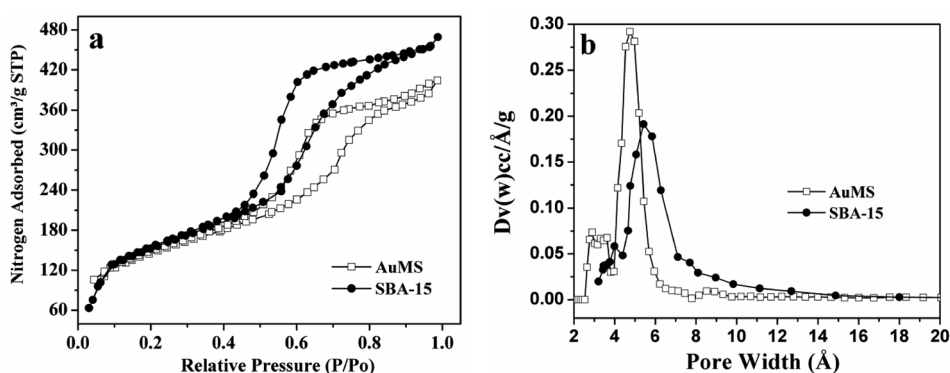 a
480
420
360
300
240
180
120
60
Nitrogen Adsorbed (cm³/g STP)
AuMS
SBA-15
0.0 0.2 0.4 0.6 0.8 1.0
Relative Pressure (P/Po)
b
0.30
0.25
0.20
0.15
0.10
0.05
0.00
Dv(w)cc/Å/g
AuMS
SBA-15
2 4 6 8 10 12 14 16 18 20
Pore Width (Å)